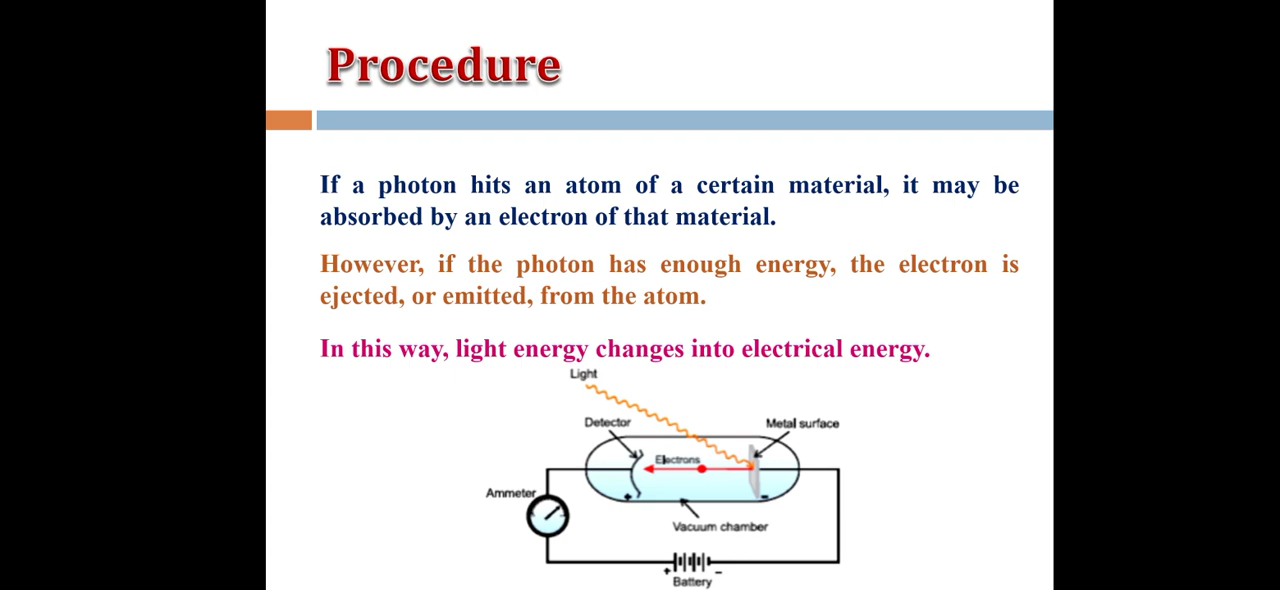 Procedure
If a photon hits an atom of a certain material, it may be
absorbed by an electron of that material.
However, if the photon has enough energy, the electron is
ejected, or emitted, from the atom.
In this way, light energy changes into electrical energy.
Light
Detector
Metal surface
Electrons
+
-
Ammeter
Vacuum chamber
+
-
Battery